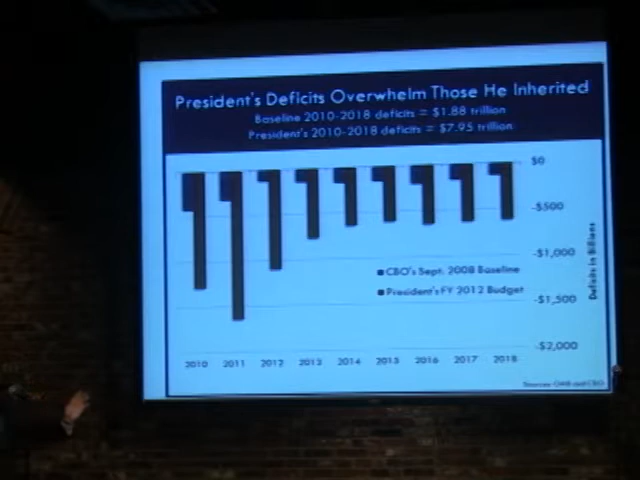 President's Deficits Overwhelm Those He Inherited
Baseline 2010-2018 deficits = $1.88 trillion
President's 2010-2018 deficits = $7.95 trillion
$0
-$500
-$1,000
-$1,500
-$2,000
Deficits in Billions
CBO's Sept. 2008 Baseline
President's FY 2012 Budget
2010 2011 2012 2013 2014 2015 2016 2017 2018
Sources: OMB and CBO